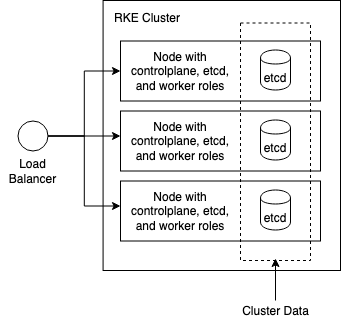 RKE Cluster
Node with
controlplane, etcd,
and worker roles
etcd
Node with
controlplane, etcd,
and worker roles
etcd
Node with
controlplane, etcd,
and worker roles
etcd
Load
Balancer
Cluster Data